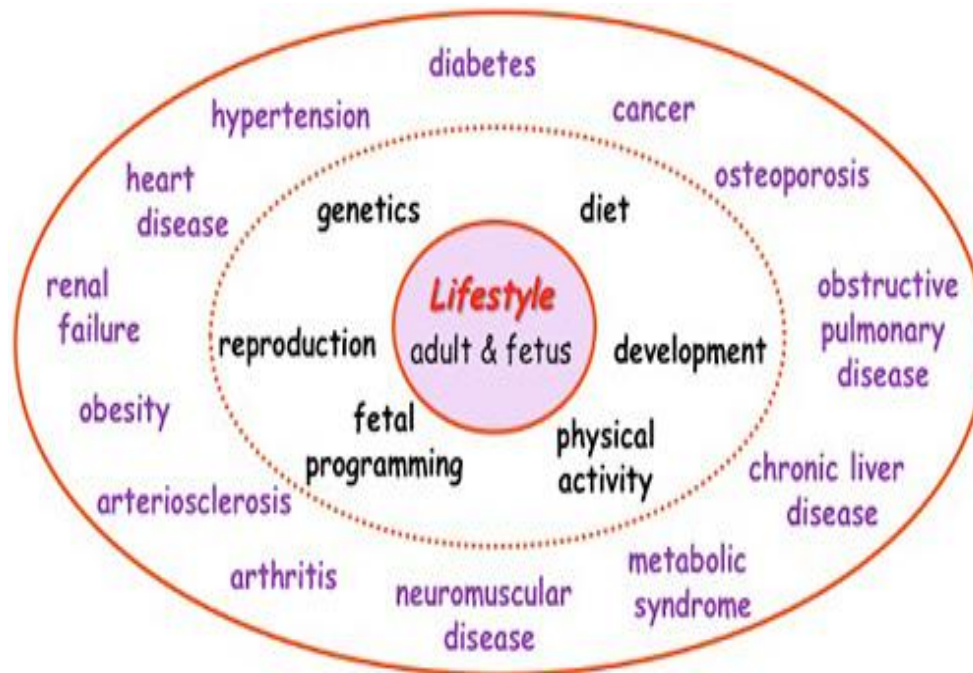 diabetes
hypertension
cancer
heart
disease
osteoporosis
genetics
diet
renal
failure
Lifestyle
adult & fetus
obstructive
pulmonary
disease
reproduction
development
obesity
fetal
programming
physical
activity
chronic liver
disease
arteriosclerosis
arthritis
neuromuscular
disease
metabolic
syndrome